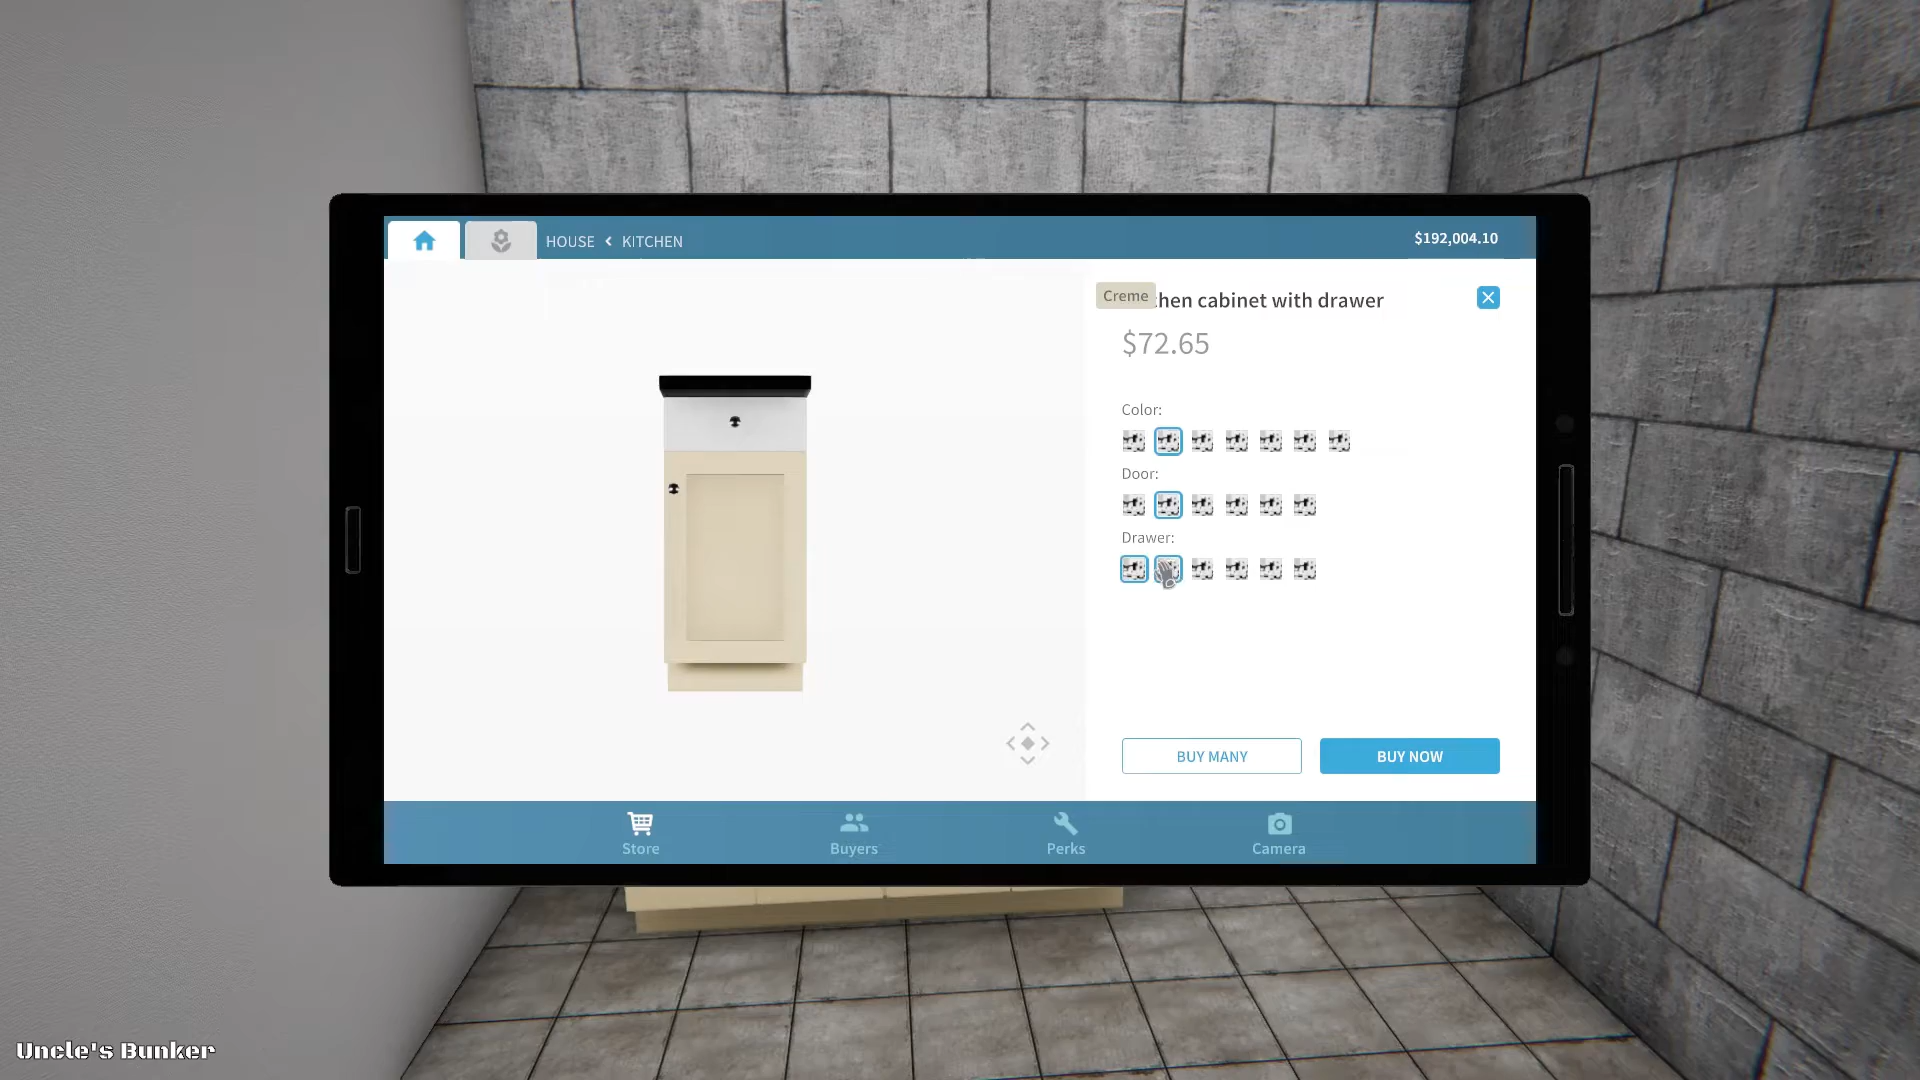 HOUSE < KITCHEN
$192,004.10
Creme
hen cabinet with drawer
$72.65
Color:
Door:
Drawer:
BUY MANY
BUY NOW
Store
Buyers
Perks
Camera
Uncle's Bunker